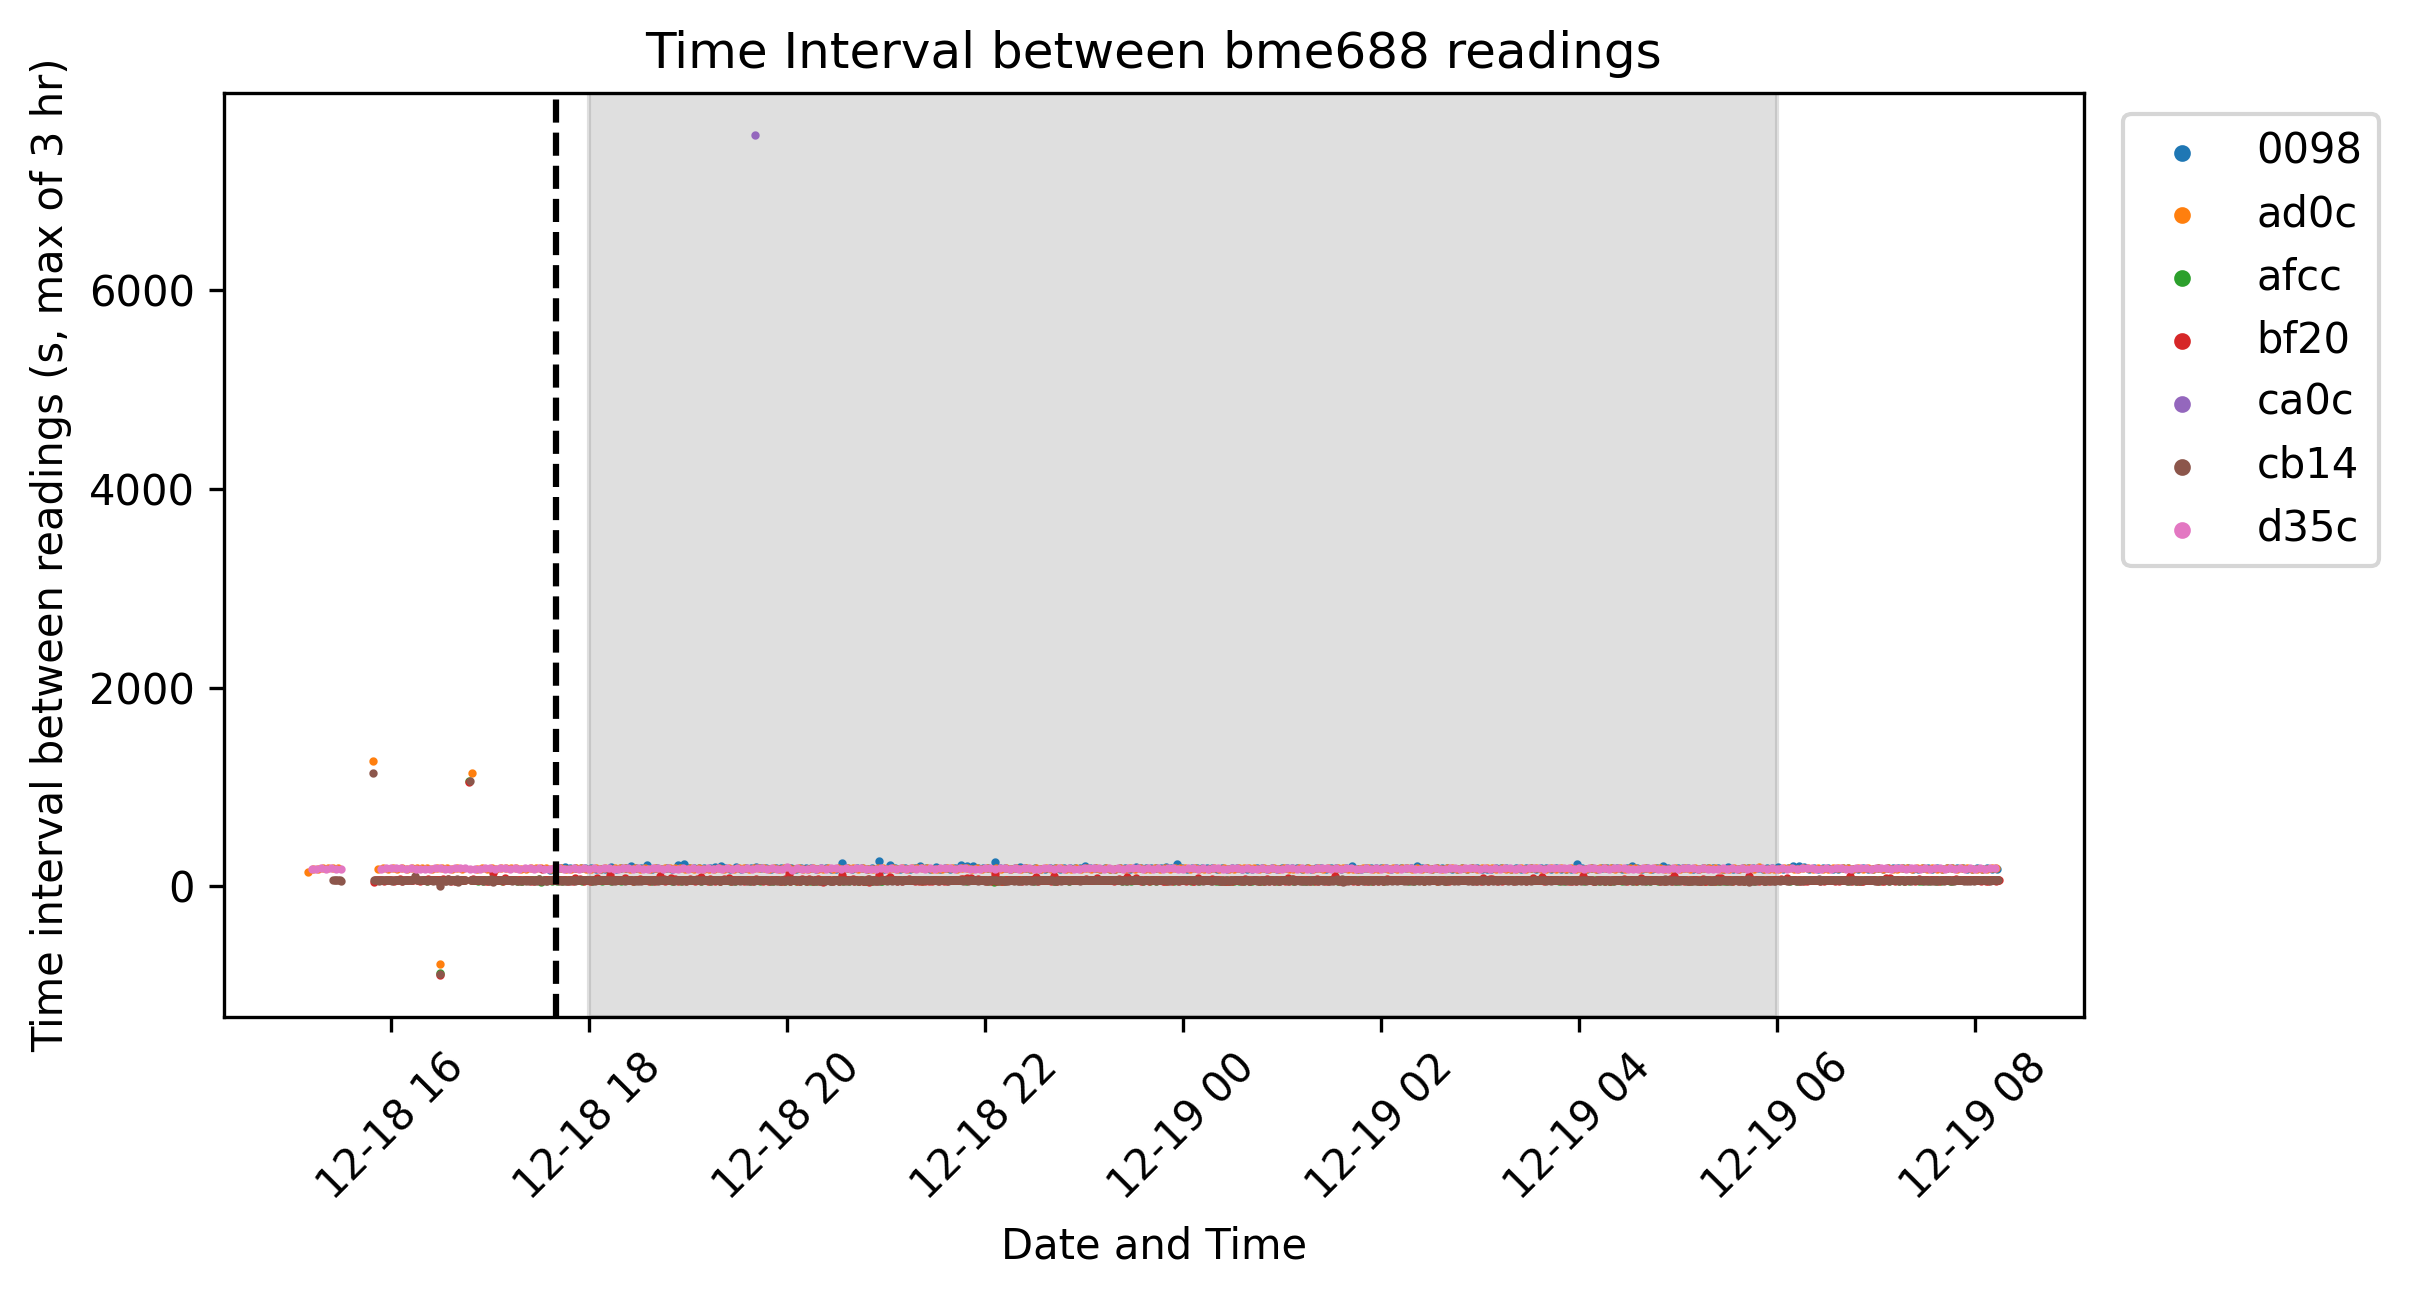 Time Interval between bme688 readings
Time interval between readings (s, max of 3 hr)
6000
4000
2000
0
12-18 16
12-18 18
12-18 20
12-18 22
12-19 00
12-19 02
12-19 04
12-19 06
12-19 08
Date and Time
0098
ad0c
afcc
bf20
ca0c
cb14
d35c